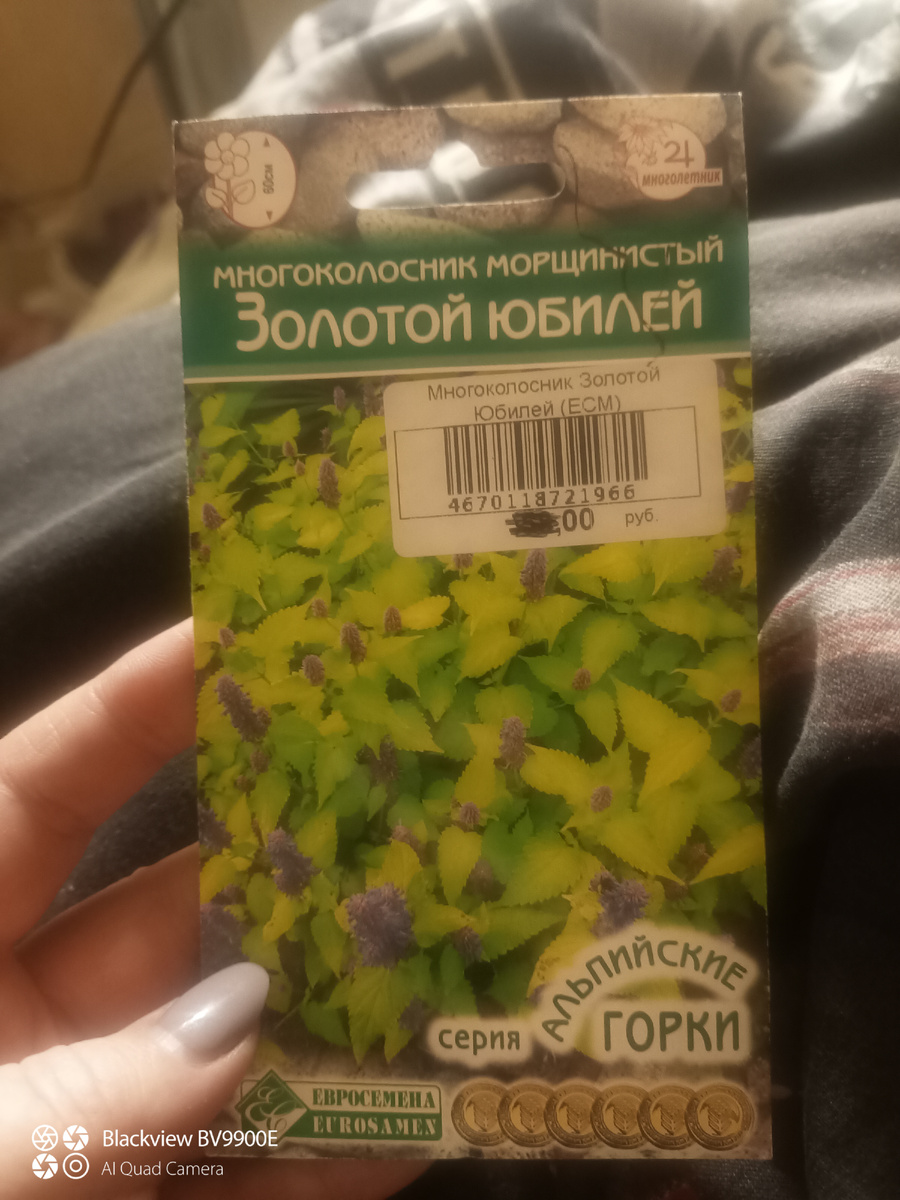 60см
многолетник
МНОГОКОЛОСНИК МОРЩИНИСТЫЙ
ЗОЛОТОЙ ЮБИЛЕЙ
Многоколосник Золотой
Юбилей (ЕСМ)
4670118721966
,00 руб.
серия
АЛЬПИЙСКИЕ
ГОРКИ
ЕВРОСЕМЕНА
EUROSAMEN
Blackview BV9900E
AI Quad Camera